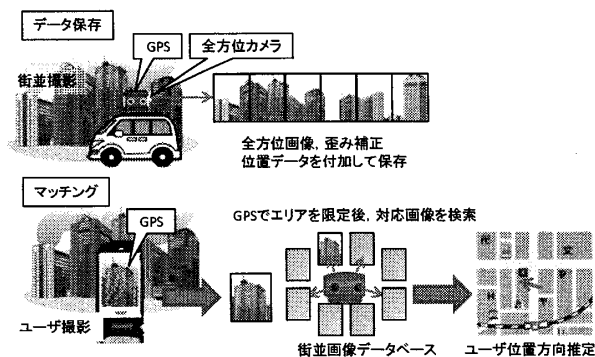 データ保存
GPS
全方位カメラ
街並撮影
全方位画像，歪み補正
位置データを付加して保存
マッチング
GPS
GPSでエリアを限定後，対応画像を検索
ユーザ撮影
街並画像データベース
ユーザ位置方向推定